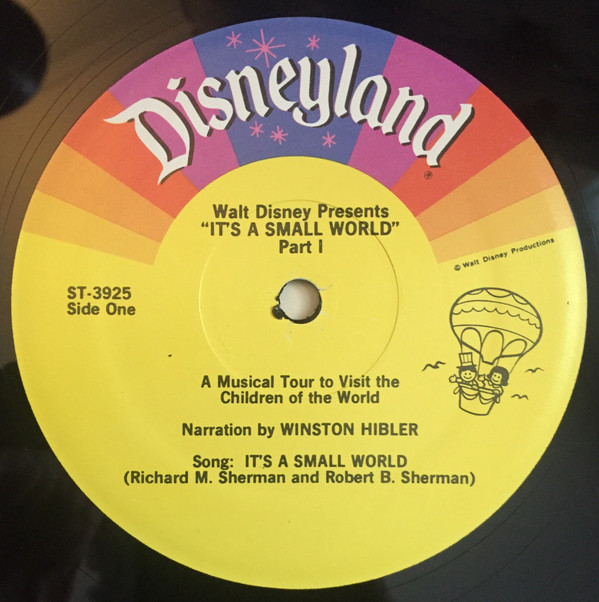 Disneyland
®
Walt Disney Presents
"IT'S A SMALL WORLD"
Part I
© Walt Disney Productions
ST-3925
Side One
A Musical Tour to Visit the
Children of the World
Narration by WINSTON HIBLER
Song: IT'S A SMALL WORLD
(Richard M. Sherman and Robert B. Sherman)